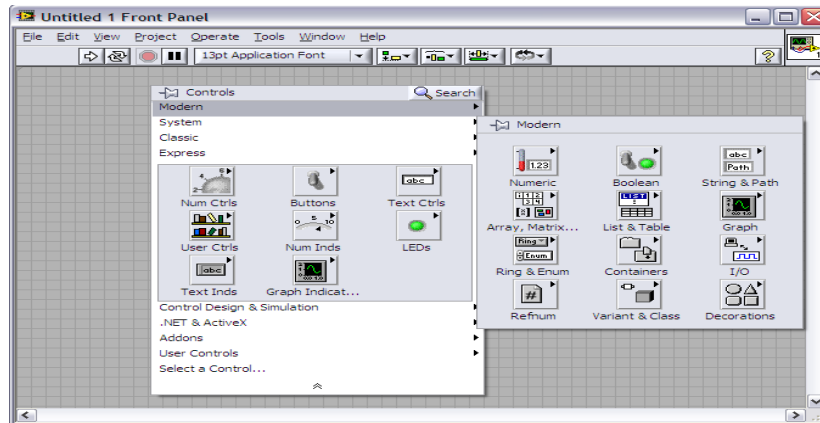 Untitled 1 Front Panel
File Edit View Project Operate Tools Window Help
13pt Application Font
Controls Search
Modern
System
Classic
Express
Num Ctrls Buttons Text Ctrls
User Ctrls Num Inds LEDs
Text Inds Graph Indicat...
Control Design & Simulation
.NET & ActiveX
Addons
User Controls
Select a Control...
Modern
Numeric Boolean String & Path
Array, Matrix... List & Table Graph
Ring & Enum Containers I/O
Refnum Variant & Class Decorations